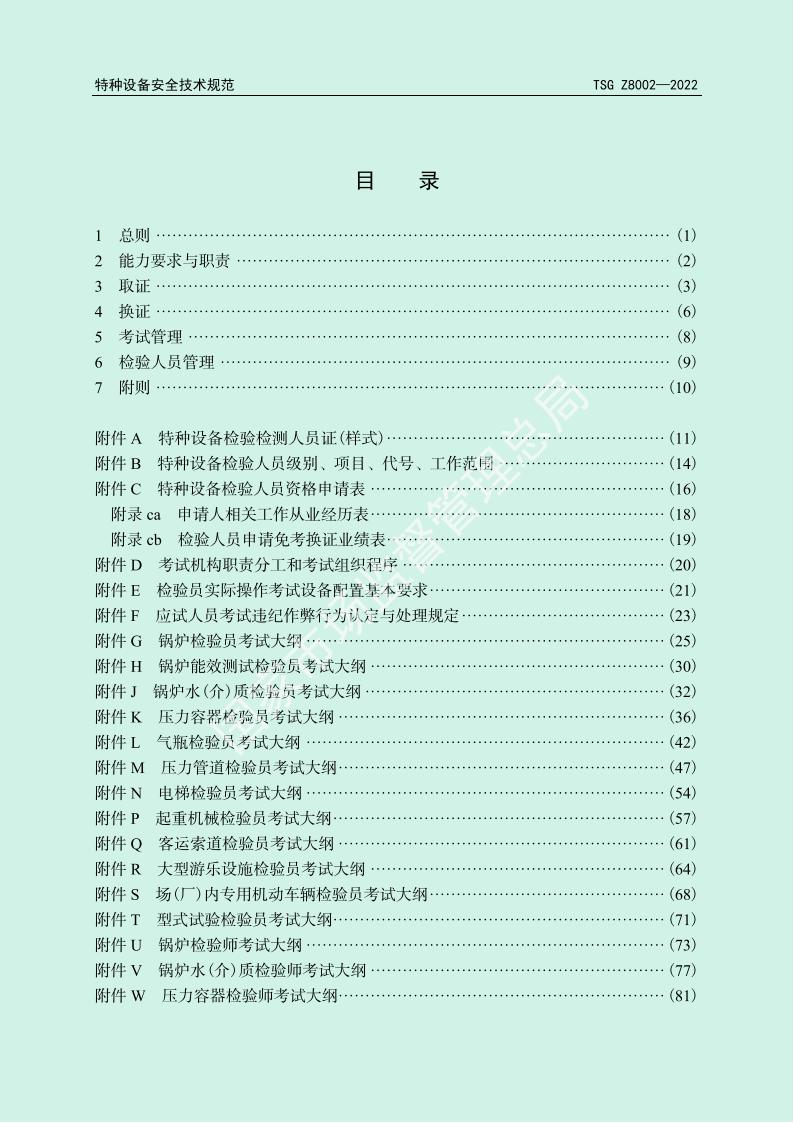 特种设备安全技术规范 TSG Z8002—2022
目 录
1 总则 ························ (1)
2 能力要求与职责 ························ (2)
3 取证 ························ (3)
4 换证 ························ (6)
5 考试管理 ························ (8)
6 检验人员管理 ························ (9)
7 附则 ························ (10)
附件 A 特种设备检验检测人员证(样式) ························ (11)
附件 B 特种设备检验人员级别、项目、代号、工作范围 ························ (14)
附件 C 特种设备检验人员资格申请表 ························ (16)
附录 ca 申请人相关工作从业经历表 ························ (18)
附录 cb 检验人员申请免考换证业绩表 ························ (19)
附件 D 考试机构职责分工和考试组织程序 ························ (20)
附件 E 检验员实际操作考试设备配置基本要求 ························ (21)
附件 F 应试人员考试违纪作弊行为认定与处理规定 ························ (23)
附件 G 锅炉检验员考试大纲 ························ (25)
附件 H 锅炉能效测试检验员考试大纲 ························ (30)
附件 J 锅炉水(介)质检验员考试大纲 ························ (32)
附件 K 压力容器检验员考试大纲 ························ (36)
附件 L 气瓶检验员考试大纲 ························ (42)
附件 M 压力管道检验员考试大纲 ························ (47)
附件 N 电梯检验员考试大纲 ························ (54)
附件 P 起重机械检验员考试大纲 ························ (57)
附件 Q 客运索道检验员考试大纲 ························ (61)
附件 R 大型游乐设施检验员考试大纲 ························ (64)
附件 S 场(厂)内专用机动车辆检验员考试大纲 ························ (68)
附件 T 型式试验检验员考试大纲 ························ (71)
附件 U 锅炉检验师考试大纲 ························ (73)
附件 V 锅炉水(介)质检验师考试大纲 ························ (77)
附件 W 压力容器检验师考试大纲 ························ (81)
国家市场监督管理总局